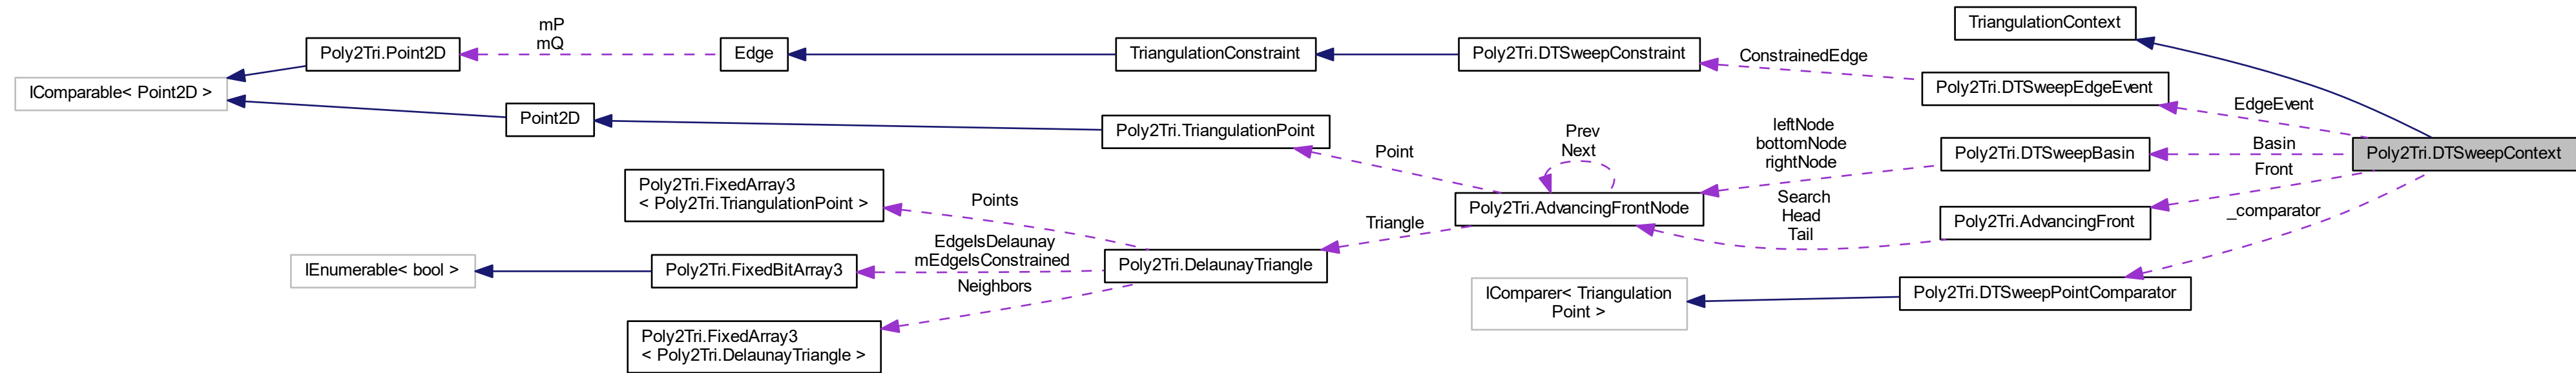 TriangulationContext
mP
mQ
Poly2Tri.Point2D
Edge
TriangulationConstraint
Poly2Tri.DTSweepConstraint
ConstrainedEdge
Poly2Tri.DTSweepEdgeEvent
IComparable< Point2D >
EdgeEvent
Point2D
Poly2Tri.TriangulationPoint
Prev
Next
leftNode
bottomNode
rightNode
Point
Poly2Tri.DTSweepBasin
Basin
Poly2Tri.DTSweepContext
Front
Poly2Tri.FixedArray3
< Poly2Tri.TriangulationPoint >
Points
Poly2Tri.AdvancingFrontNode
Search
Head
Tail
Poly2Tri.AdvancingFront
_comparator
Triangle
EdgeIsDelaunay
mEdgeIsConstrained
IEnumerable< bool >
Poly2Tri.FixedBitArray3
Poly2Tri.DelaunayTriangle
Neighbors
IComparer< Triangulation
Point >
Poly2Tri.DTSweepPointComparator
Poly2Tri.FixedArray3
< Poly2Tri.DelaunayTriangle >